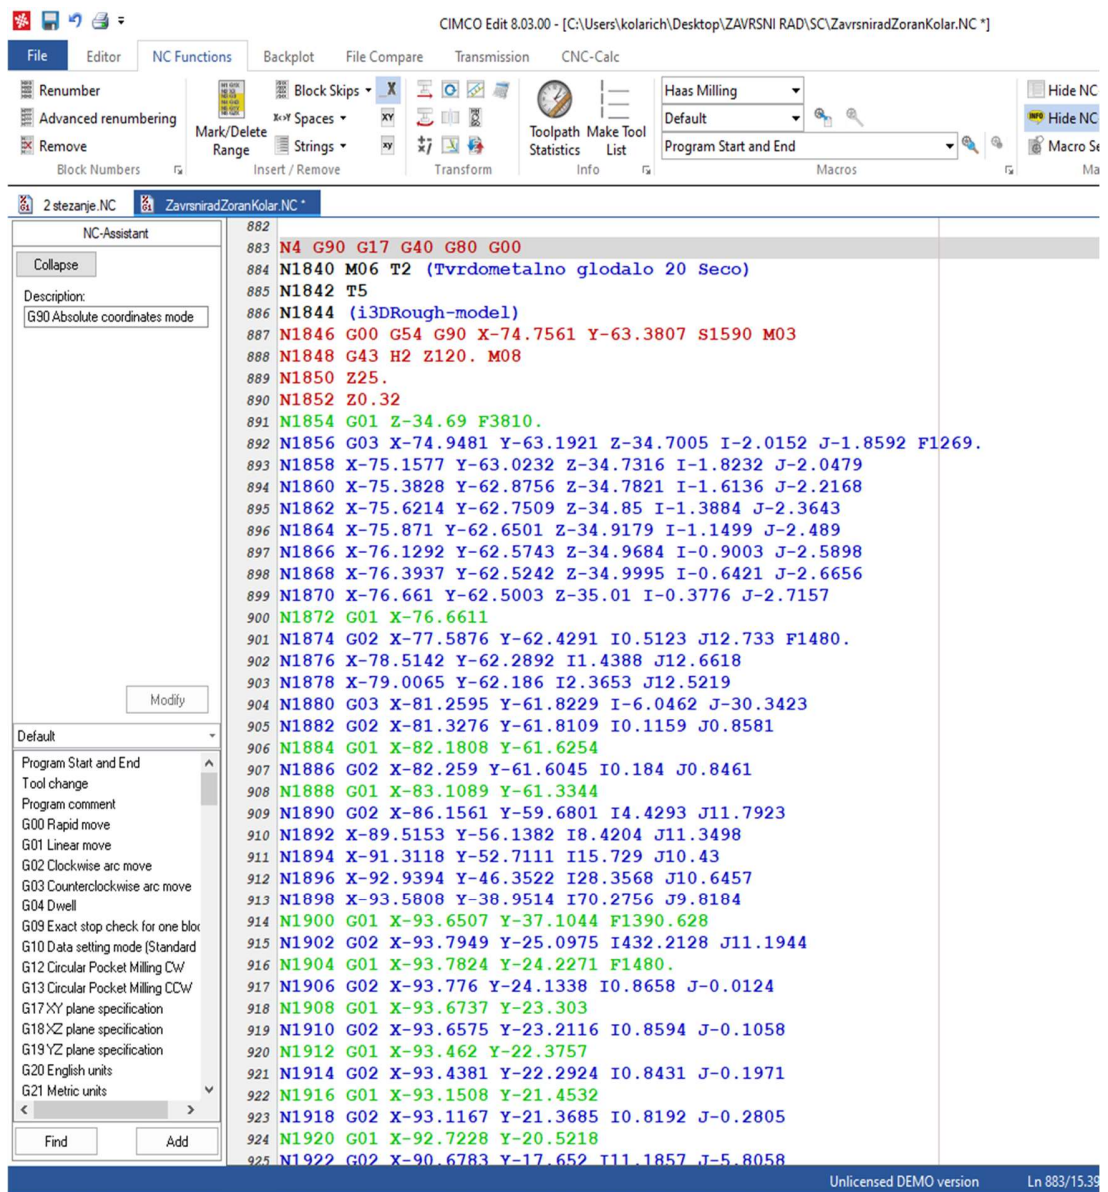 CIMCO Edit 8.03.00 - [C:\Users\kolarich\Desktop\ZAVRSNI RAD\SC\ZavrsniradZoranKolar.NC *]
File Editor NC Functions Backplot File Compare Transmission CNC-Calc
Renumber
Advanced renumbering
Remove
Block Numbers
Mark/Delete Range
Block Skips
Spaces
Strings
Insert / Remove
Transform
Toolpath Statistics
Make Tool List
Info
Haas Milling
Default
Program Start and End
Macros
Hide NC
Hide NC
Macro Se
Ma
2 stezanje.NC ZavrsniradZoranKolar.NC *
NC-Assistant
Collapse
Description:
G90 Absolute coordinates mode
Modify
Default
Program Start and End
Tool change
Program comment
G00 Rapid move
G01 Linear move
G02 Clockwise arc move
G03 Counterclockwise arc move
G04 Dwell
G09 Exact stop check for one bloc
G10 Data setting mode (Standard
G12 Circular Pocket Milling CW
G13 Circular Pocket Milling CCW
G17 XY plane specification
G18 XZ plane specification
G19 YZ plane specification
G20 English units
G21 Metric units
Find Add
882
883 N4 G90 G17 G40 G80 G00
884 N1840 M06 T2 (Tvrdometalno glodalo 20 Seco)
885 N1842 T5
886 N1844 (i3DRough-model)
887 N1846 G00 G54 G90 X-74.7561 Y-63.3807 S1590 M03
888 N1848 G43 H2 Z120. M08
889 N1850 Z25.
890 N1852 Z0.32
891 N1854 G01 Z-34.69 F3810.
892 N1856 G03 X-74.9481 Y-63.1921 Z-34.7005 I-2.0152 J-1.8592 F1269.
893 N1858 X-75.1577 Y-63.0232 Z-34.7316 I-1.8232 J-2.0479
894 N1860 X-75.3828 Y-62.8756 Z-34.7821 I-1.6136 J-2.2168
895 N1862 X-75.6214 Y-62.7509 Z-34.85 I-1.3884 J-2.3643
896 N1864 X-75.871 Y-62.6501 Z-34.9179 I-1.1499 J-2.489
897 N1866 X-76.1292 Y-62.5743 Z-34.9684 I-0.9003 J-2.5898
898 N1868 X-76.3937 Y-62.5242 Z-34.9995 I-0.6421 J-2.6656
899 N1870 X-76.661 Y-62.5003 Z-35.01 I-0.3776 J-2.7157
900 N1872 G01 X-76.6611
901 N1874 G02 X-77.5876 Y-62.4291 I0.5123 J12.733 F1480.
902 N1876 X-78.5142 Y-62.2892 I1.4388 J12.6618
903 N1878 X-79.0065 Y-62.186 I2.3653 J12.5219
904 N1880 G03 X-81.2595 Y-61.8229 I-6.0462 J-30.3423
905 N1882 G02 X-81.3276 Y-61.8109 I0.1159 J0.8581
906 N1884 G01 X-82.1808 Y-61.6254
907 N1886 G02 X-82.259 Y-61.6045 I0.184 J0.8461
908 N1888 G01 X-83.1089 Y-61.3344
909 N1890 G02 X-86.1561 Y-59.6801 I4.4293 J11.7923
910 N1892 X-89.5153 Y-56.1382 I8.4204 J11.3498
911 N1894 X-91.3118 Y-52.7111 I15.729 J10.43
912 N1896 X-92.9394 Y-46.3522 I28.3568 J10.6457
913 N1898 X-93.5808 Y-38.9514 I70.2756 J9.8184
914 N1900 G01 X-93.6507 Y-37.1044 F1390.628
915 N1902 G02 X-93.7949 Y-25.0975 I432.2128 J11.1944
916 N1904 G01 X-93.7824 Y-24.2271 F1480.
917 N1906 G02 X-93.776 Y-24.1338 I0.8658 J-0.0124
918 N1908 G01 X-93.6737 Y-23.303
919 N1910 G02 X-93.6575 Y-23.2116 I0.8594 J-0.1058
920 N1912 G01 X-93.462 Y-22.3757
921 N1914 G02 X-93.4381 Y-22.2924 I0.8431 J-0.1971
922 N1916 G01 X-93.1508 Y-21.4532
923 N1918 G02 X-93.1167 Y-21.3685 I0.8192 J-0.2805
924 N1920 G01 X-92.7228 Y-20.5218
925 N1922 G02 X-90.6783 Y-17.652 I11.1857 J-5.8058
Unlicensed DEMO version Ln 883/15.39